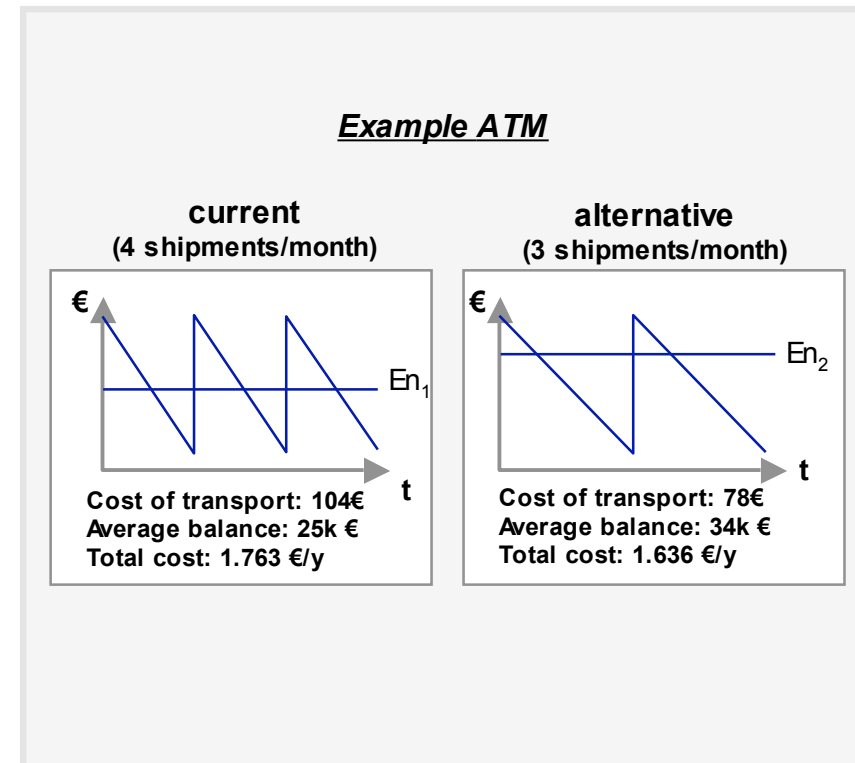 Example ATM
current
(4 shipments/month)
€
En₁
t
Cost of transport: 104€
Average balance: 25k €
Total cost: 1.763 €/y
alternative
(3 shipments/month)
€
En₂
t
Cost of transport: 78€
Average balance: 34k €
Total cost: 1.636 €/y